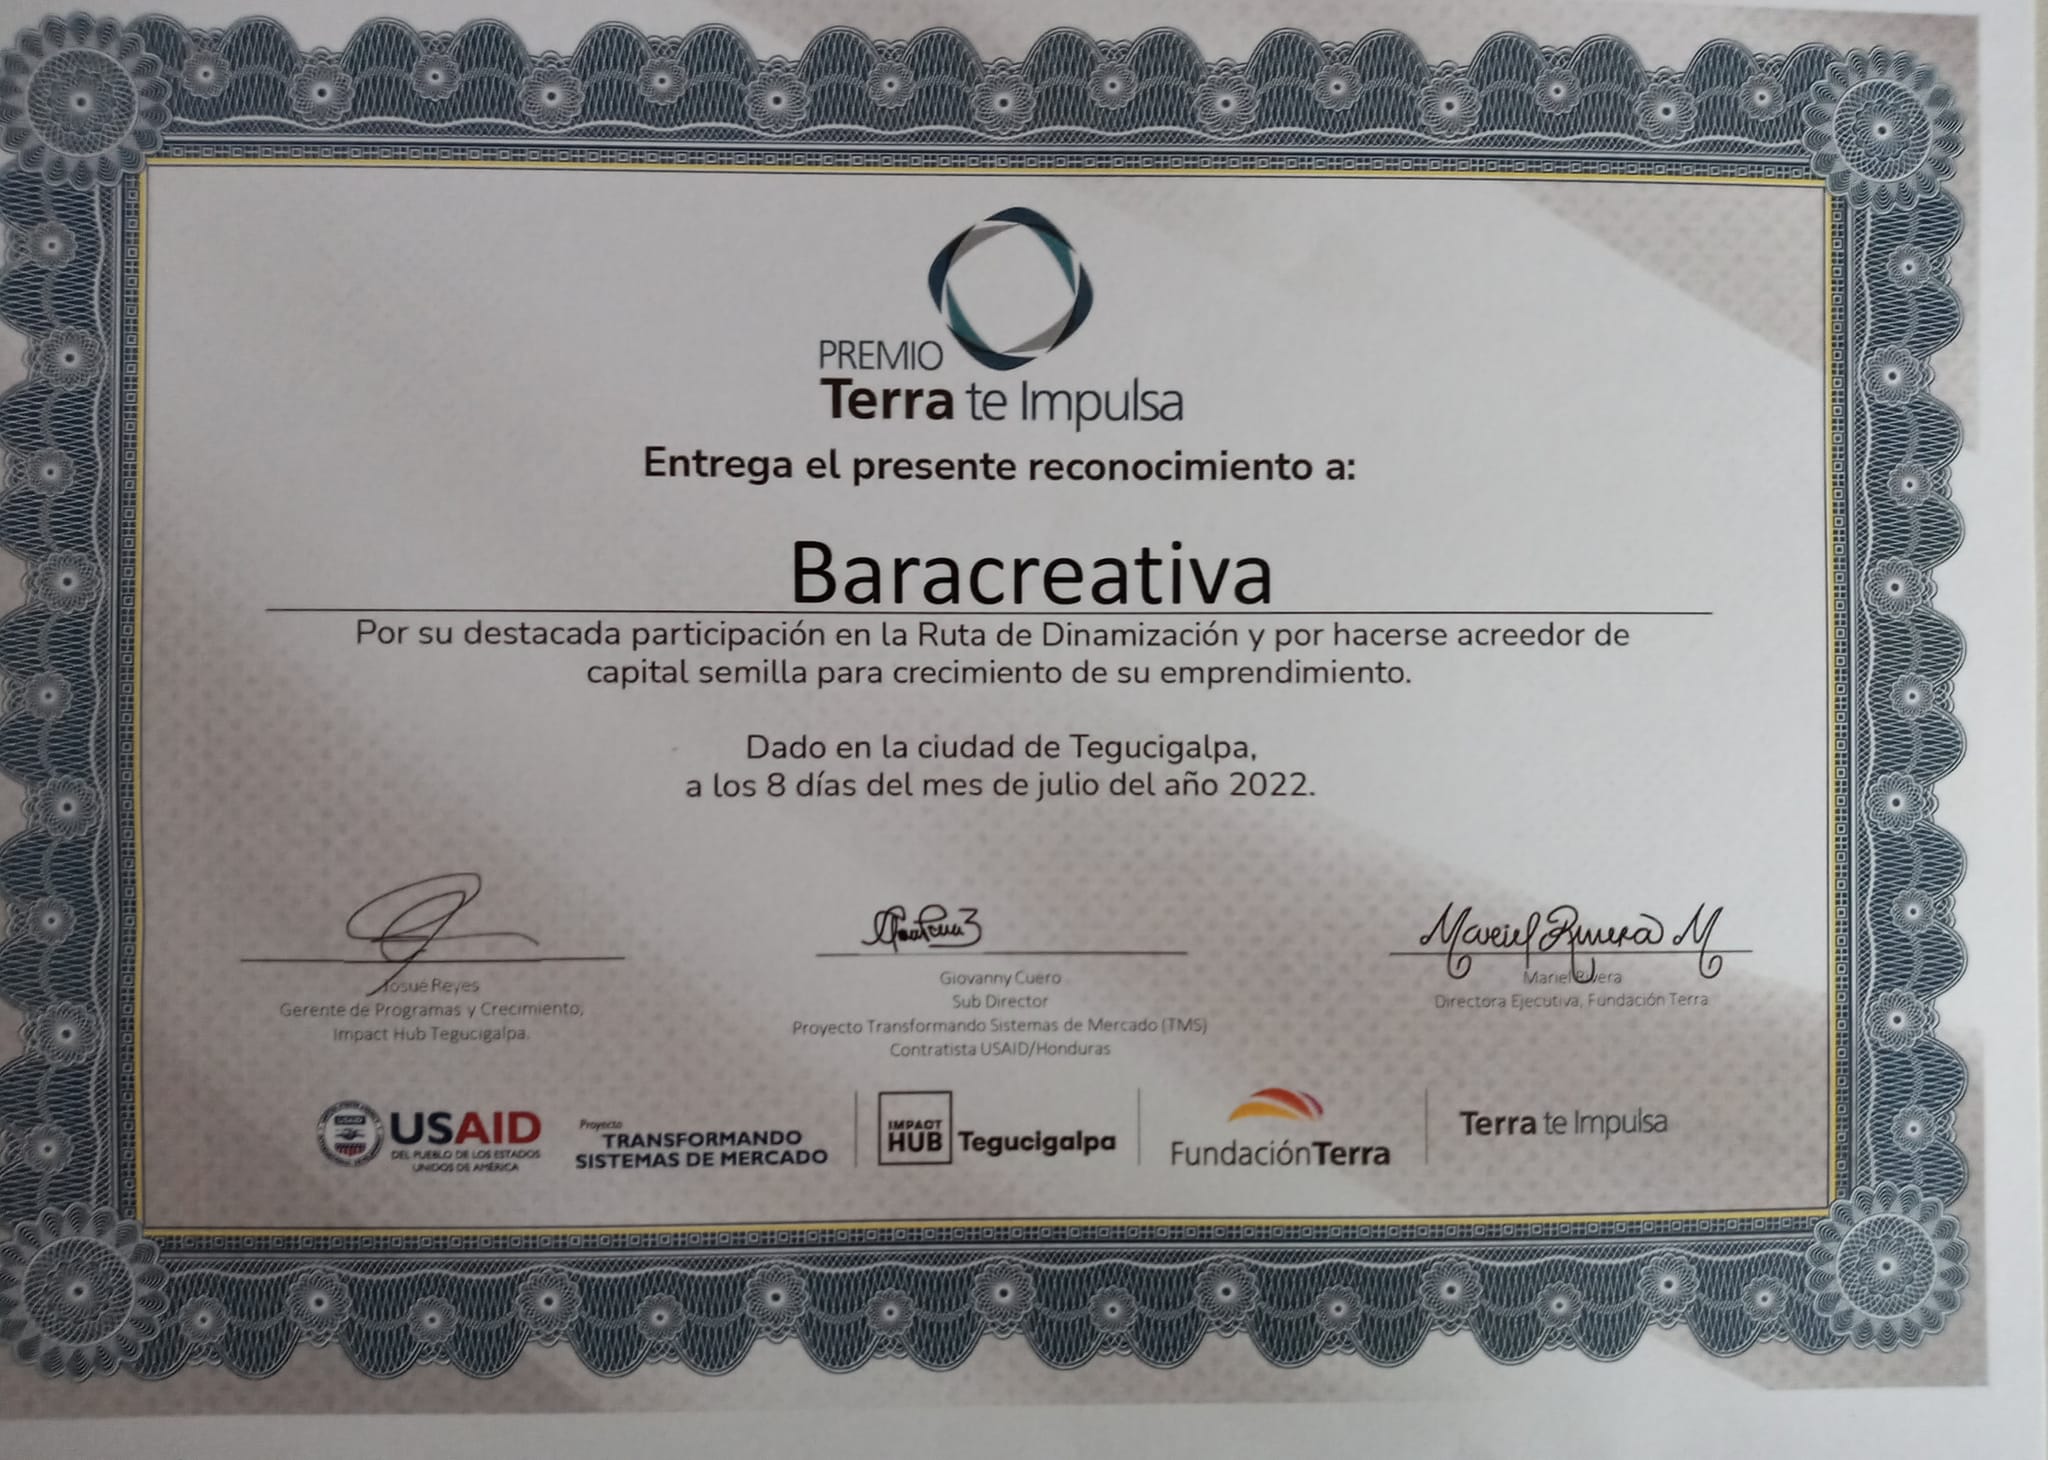 PREMIO
Terra te Impulsa
Entrega el presente reconocimiento a:
Baracreativa
Por su destacada participación en la Ruta de Dinamización y por hacerse acreedor de
capital semilla para crecimiento de su emprendimiento.
Dado en la ciudad de Tegucigalpa,
a los 8 días del mes de julio del año 2022.
Mariel Rivera M
Josué Reyes
Gerente de Programas y Crecimiento,
Impact Hub Tegucigalpa.
Giovanny Cuero
Sub Director
Proyecto Transformando Sistemas de Mercado (TMS)
Contratista USAID/Honduras
Mariel Rivera
Directora Ejecutiva, Fundación Terra
USAID
USAID
DEL PUEBLO DE LOS ESTADOS
UNIDOS DE AMÉRICA
Proyecto
TRANSFORMANDO
SISTEMAS DE MERCADO
IMPACT
HUB
Tegucigalpa
FundaciónTerra
Terra te Impulsa